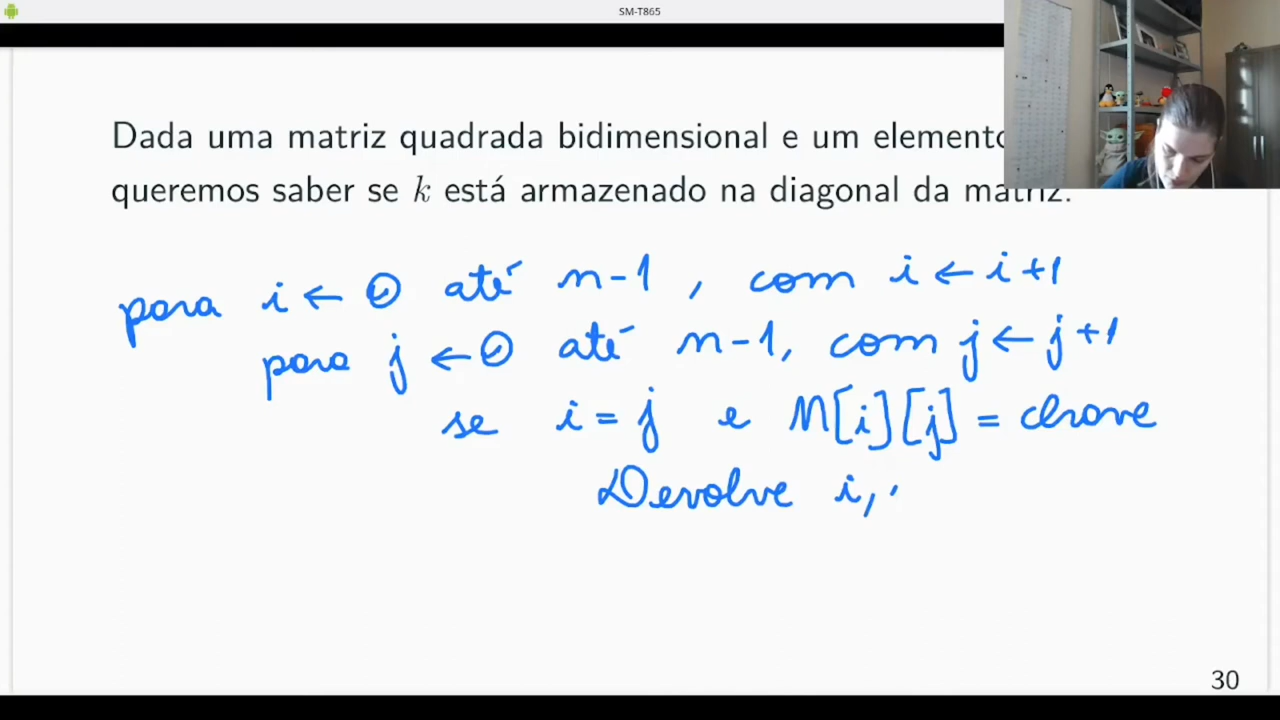 SM-T865
Dada uma matriz quadrada bidimensional e um elemento
queremos saber se k está armazenado na diagonal da matriz.
para i ← 0 até n-1, com i ← i+1
para j ← 0 até n-1, com j ← j+1
se i = j e M[i][j] = chave
Devolve i,
30